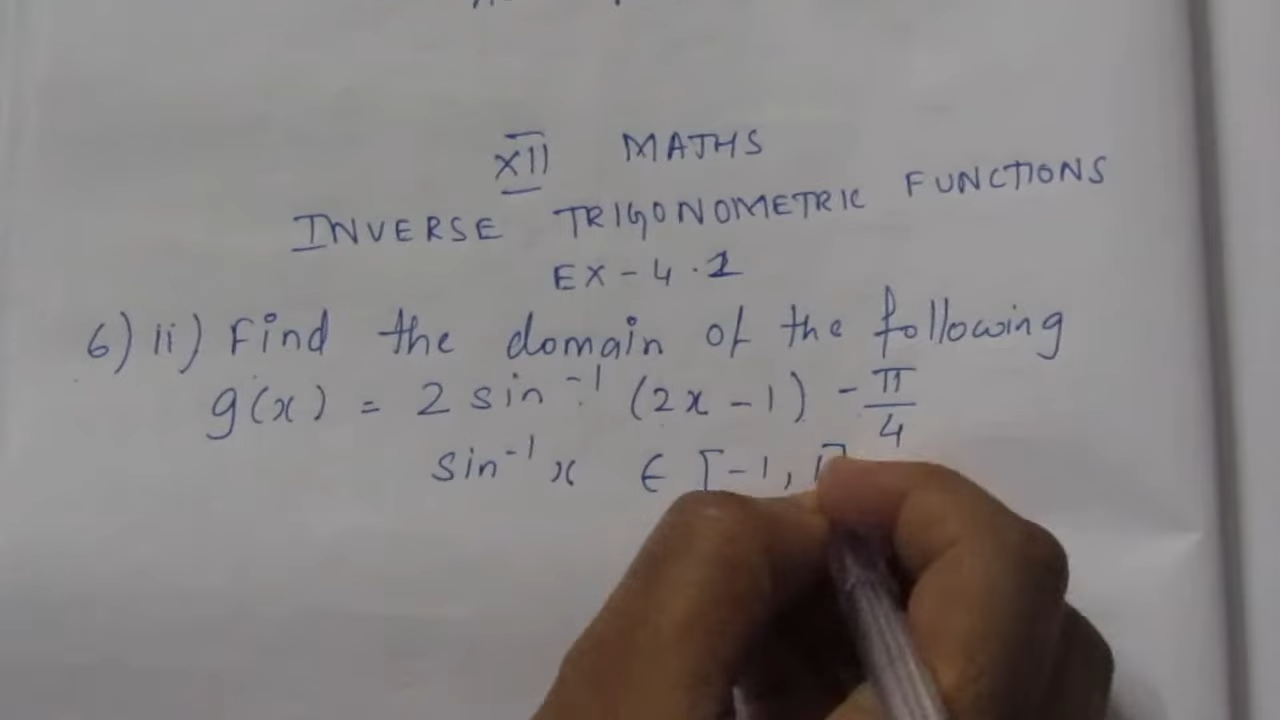 XII MATHS
INVERSE TRIGONOMETRIC FUNCTIONS
EX - 4.1
6) ii) Find the domain of the following
g(x) = 2 sin⁻¹ (2x - 1) - π/4
sin⁻¹ x ∈ [-1, 1]